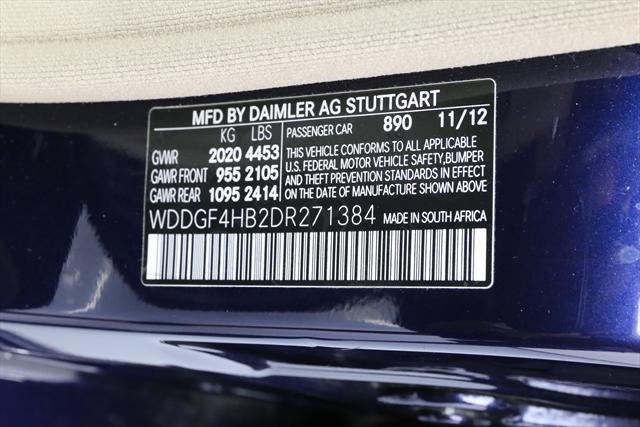 MFD BY DAIMLER AG STUTTGART
KG LBS
GVWR 2020 4453
GAWR FRONT 955 2105
GAWR REAR 1095 2414
PASSENGER CAR 890 11/12
THIS VEHICLE CONFORMS TO ALL APPLICABLE
U.S. FEDERAL MOTOR VEHICLE SAFETY, BUMPER
AND THEFT PREVENTION STANDARDS IN EFFECT
ON THE DATE OF MANUFACTURE SHOWN ABOVE.
WDDGF4HB2DR271384 MADE IN SOUTH AFRICA